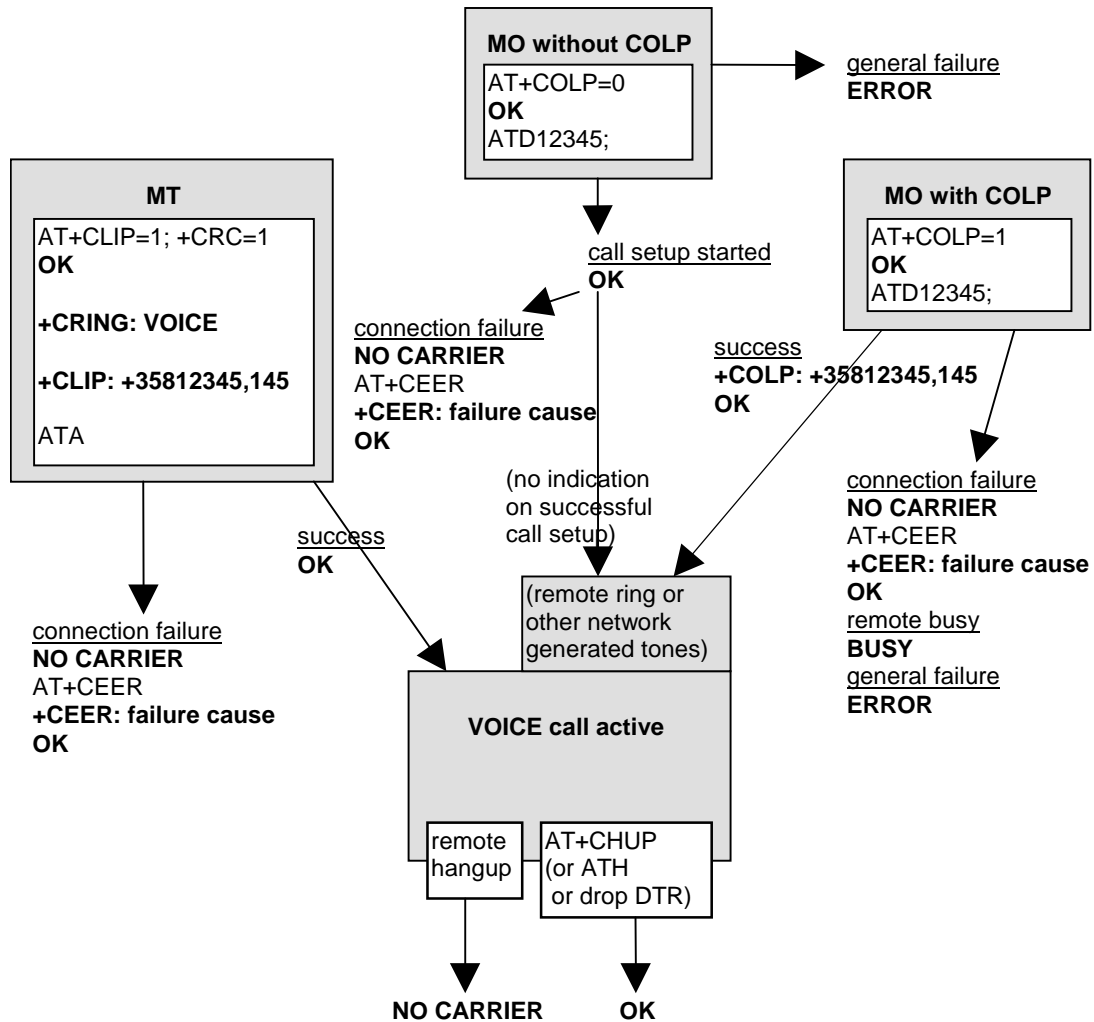 MO without COLP
AT+COLP=0
OK
ATD12345;
general failure
ERROR
MT
AT+CLIP=1; +CRC=1
OK
+CRING: VOICE
+CLIP: +35812345,145
ATA
MO with COLP
AT+COLP=1
OK
ATD12345;
call setup started
OK
connection failure
NO CARRIER
AT+CEER
+CEER: failure cause
OK
success
+COLP: +35812345,145
OK
(no indication
on successful
call setup)
connection failure
NO CARRIER
AT+CEER
+CEER: failure cause
OK
remote busy
BUSY
general failure
ERROR
success
OK
connection failure
NO CARRIER
AT+CEER
+CEER: failure cause
OK
(remote ring or
other network
generated tones)
VOICE call active
remote
hangup
AT+CHUP
(or ATH
or drop DTR)
NO CARRIER
OK